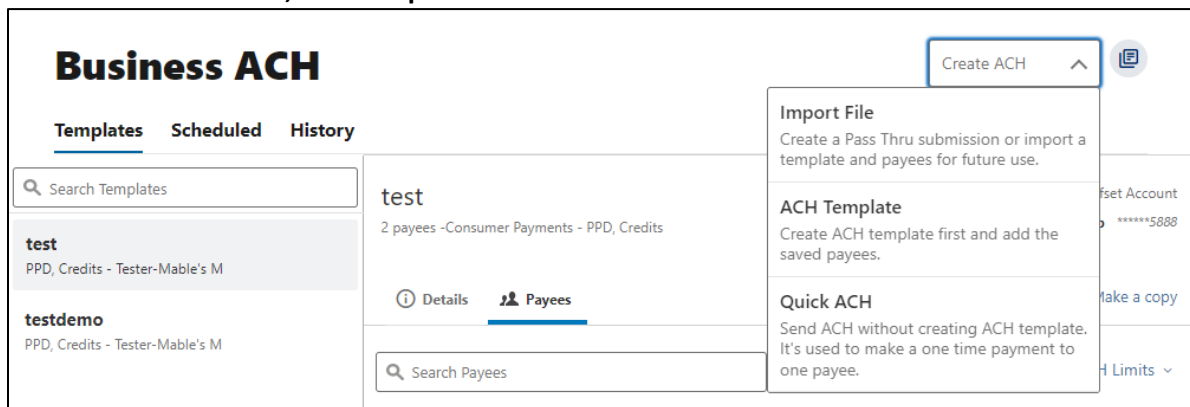 Business ACH
Create ACH
Templates Scheduled History
Import File
Create a Pass Thru submission or import a
template and payees for future use.
ACH Template
Create ACH template first and add the
saved payees.
Quick ACH
Send ACH without creating ACH template.
It's used to make a one time payment to
one payee.
Search Templates
test
PPD, Credits - Tester-Mable's M
testdemo
PPD, Credits - Tester-Mable's M
test
2 payees -Consumer Payments - PPD, Credits
Account
******5888
Details Payees
a copy
Search Payees
Limits